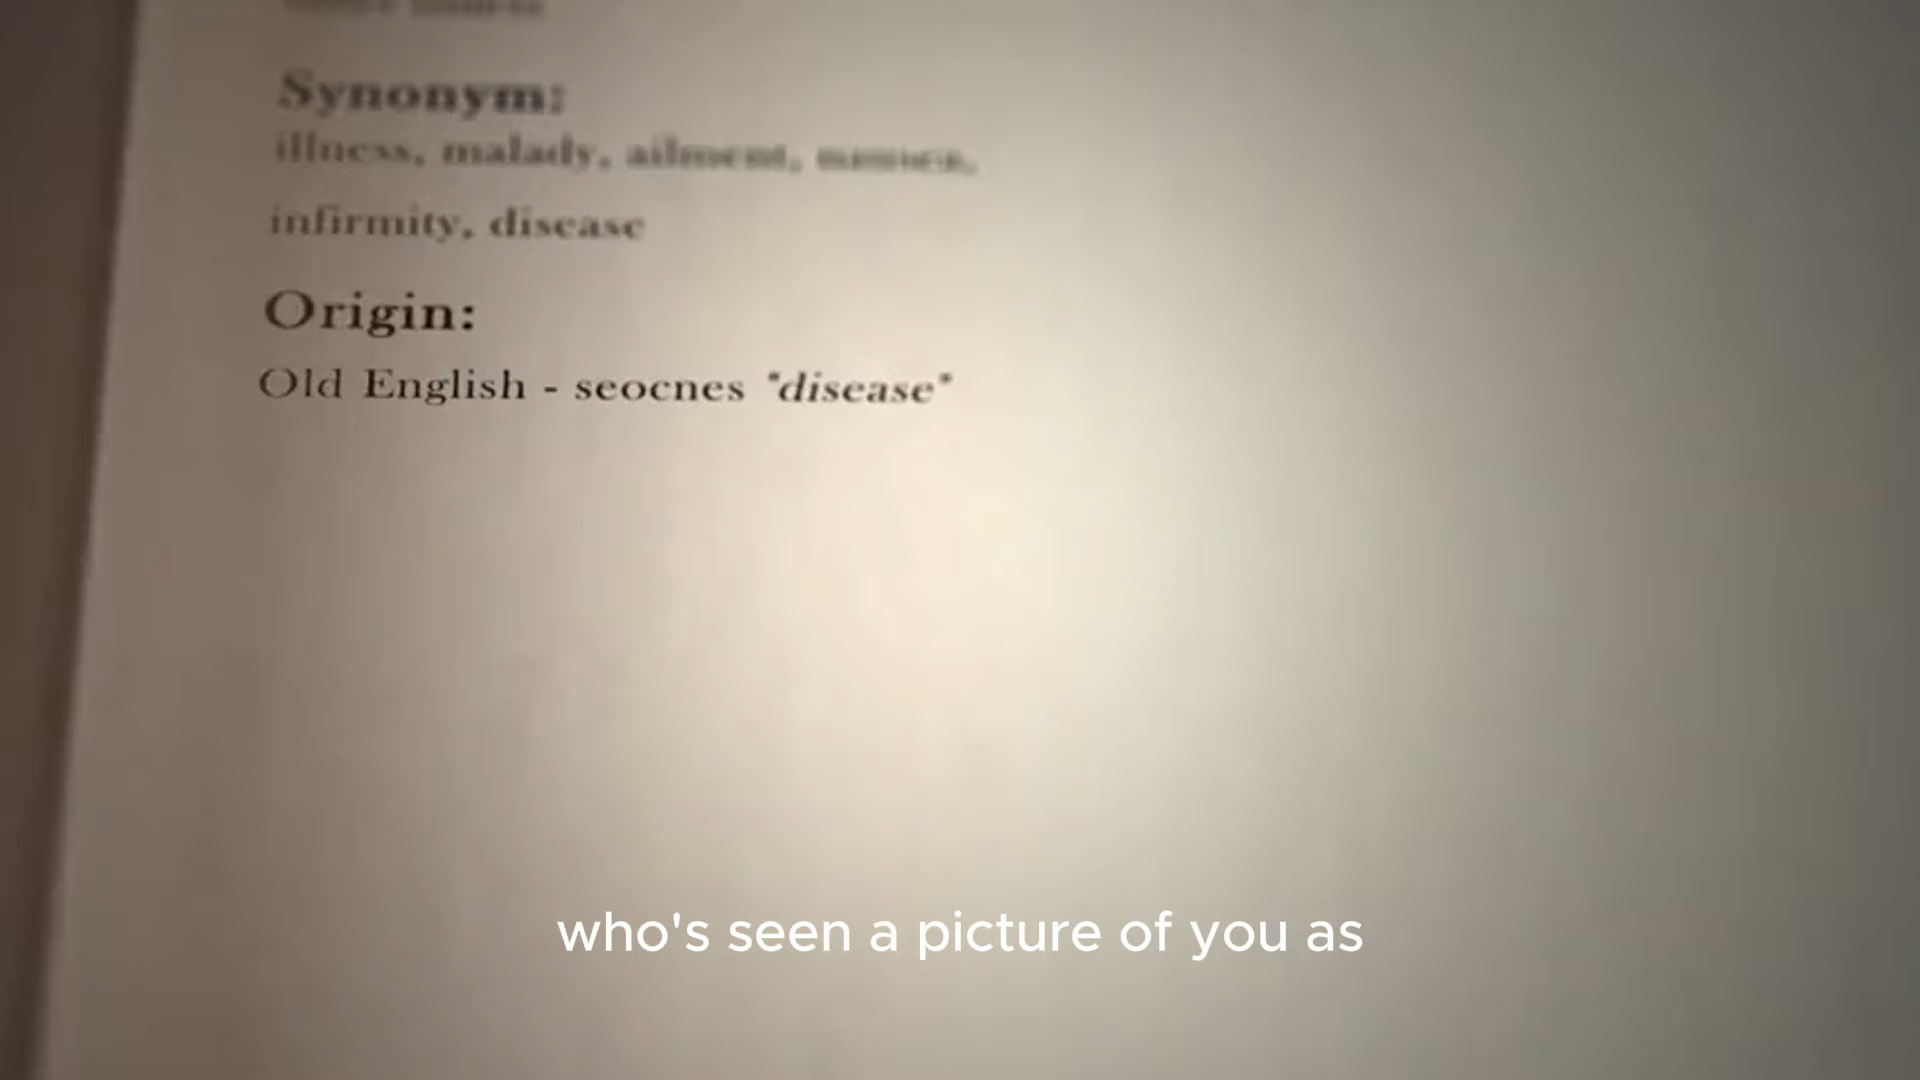 Synonym:
illness, malady, ailment,
infirmity, disease
Origin:
Old English - seocnes "disease"
who's seen a picture of you as